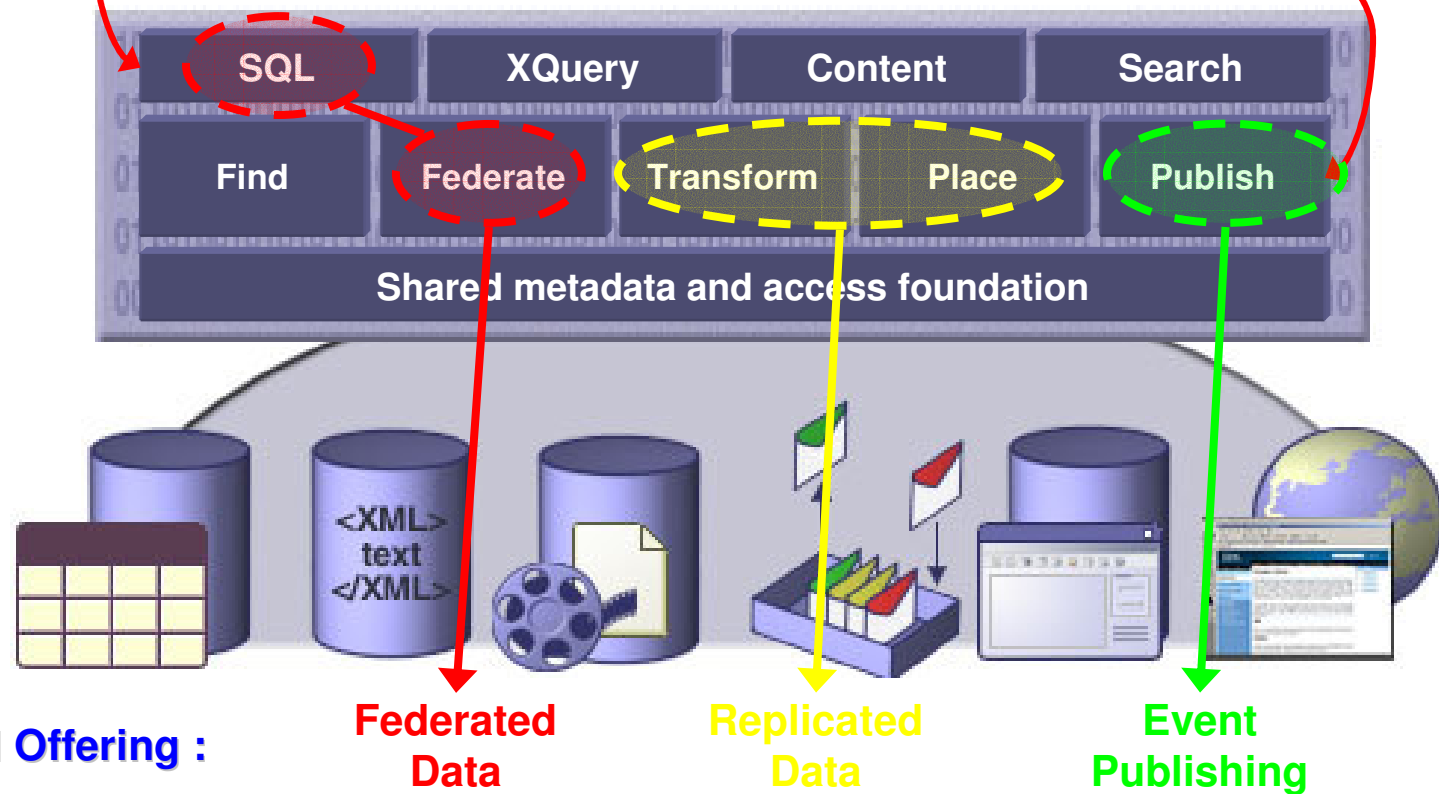 SQL XQuery Content Search
Find Federate Transform Place Publish
Shared metadata and access foundation
<XML>
text
</XML>
Offering :
Federated
Data
Replicated
Data
Event
Publishing